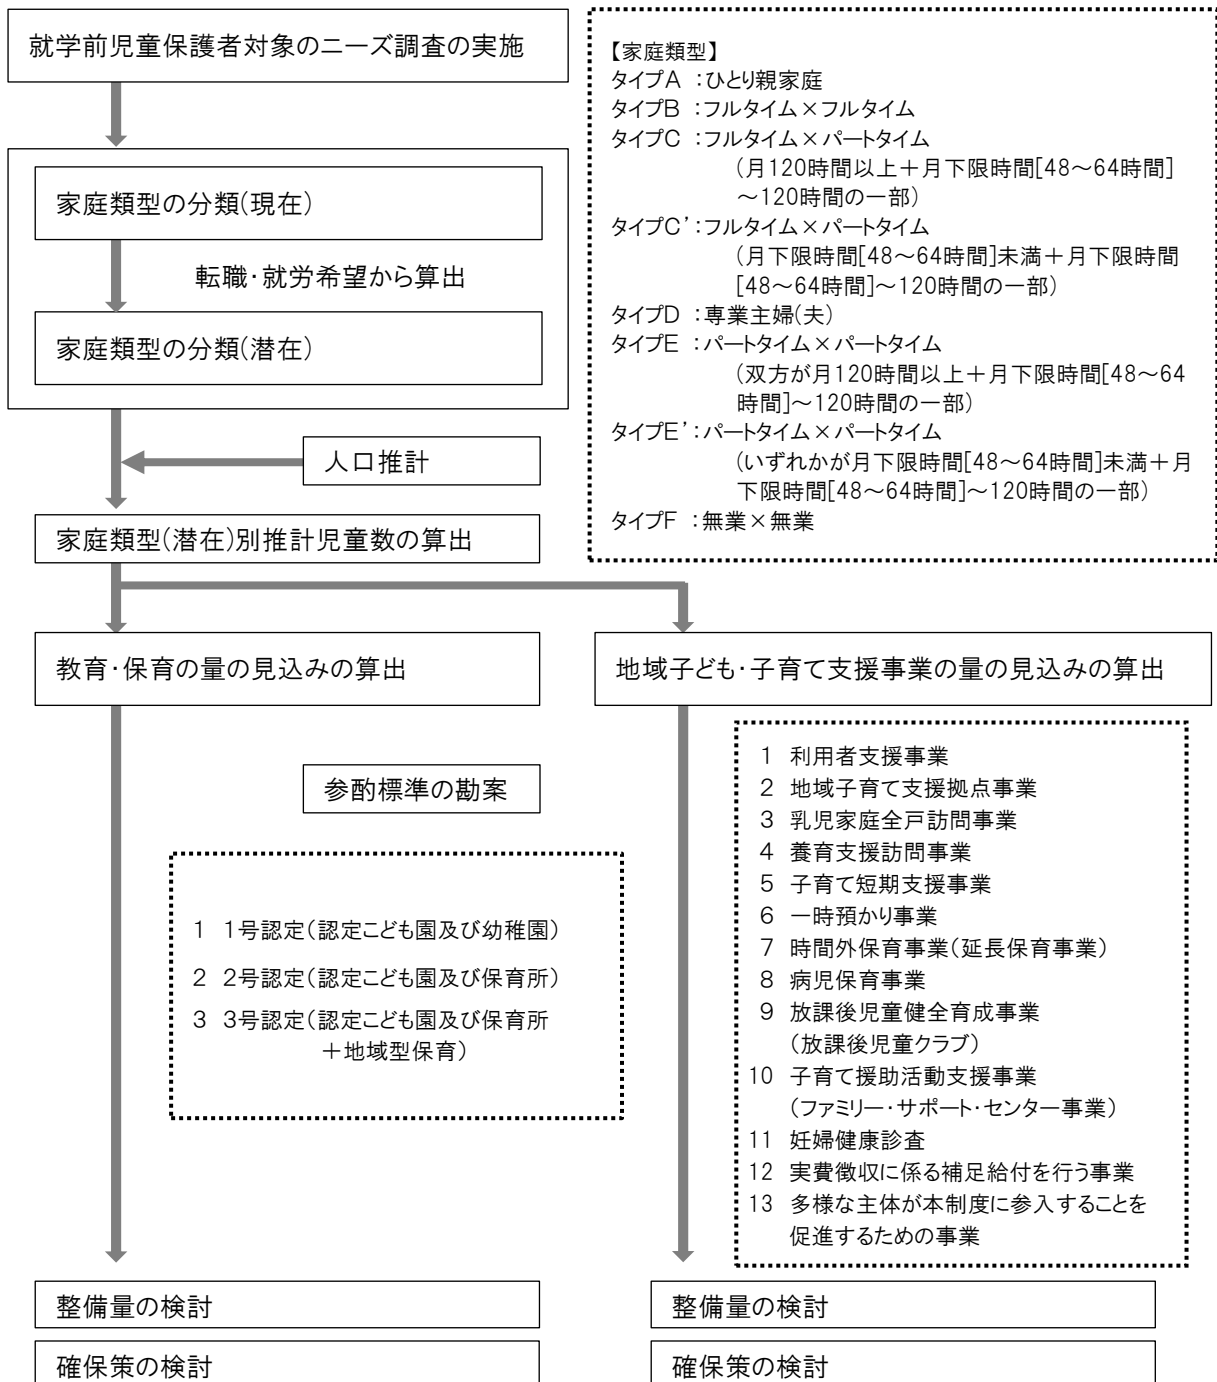 就学前児童保護者対象のニーズ調査の実施
家庭類型の分類(現在)
転職・就労希望から算出
家庭類型の分類(潜在)
人口推計
家庭類型(潜在)別推計児童数の算出
【家庭類型】
タイプA ：ひとり親家庭
タイプB ：フルタイム×フルタイム
タイプC ：フルタイム×パートタイム
(月120時間以上＋月下限時間[48～64時間]
～120時間の一部)
タイプC’：フルタイム×パートタイム
(月下限時間[48～64時間]未満＋月下限時間
[48～64時間]～120時間の一部)
タイプD ：専業主婦(夫)
タイプE ：パートタイム×パートタイム
(双方が月120時間以上＋月下限時間[48～64
時間]～120時間の一部)
タイプE’：パートタイム×パートタイム
(いずれかが月下限時間[48～64時間]未満＋月
下限時間[48～64時間]～120時間の一部)
タイプF ：無業×無業
教育・保育の量の見込みの算出
参酌標準の勘案
1 1号認定(認定こども園及び幼稚園)
2 2号認定(認定こども園及び保育所)
3 3号認定(認定こども園及び保育所
＋地域型保育)
整備量の検討
確保策の検討
地域子ども・子育て支援事業の量の見込みの算出
1 利用者支援事業
2 地域子育て支援拠点事業
3 乳児家庭全戸訪問事業
4 養育支援訪問事業
5 子育て短期支援事業
6 一時預かり事業
7 時間外保育事業(延長保育事業)
8 病児保育事業
9 放課後児童健全育成事業
(放課後児童クラブ)
10 子育て援助活動支援事業
(ファミリー・サポート・センター事業)
11 妊婦健康診査
12 実費徴収に係る補足給付を行う事業
13 多様な主体が本制度に参入することを
促進するための事業
整備量の検討
確保策の検討